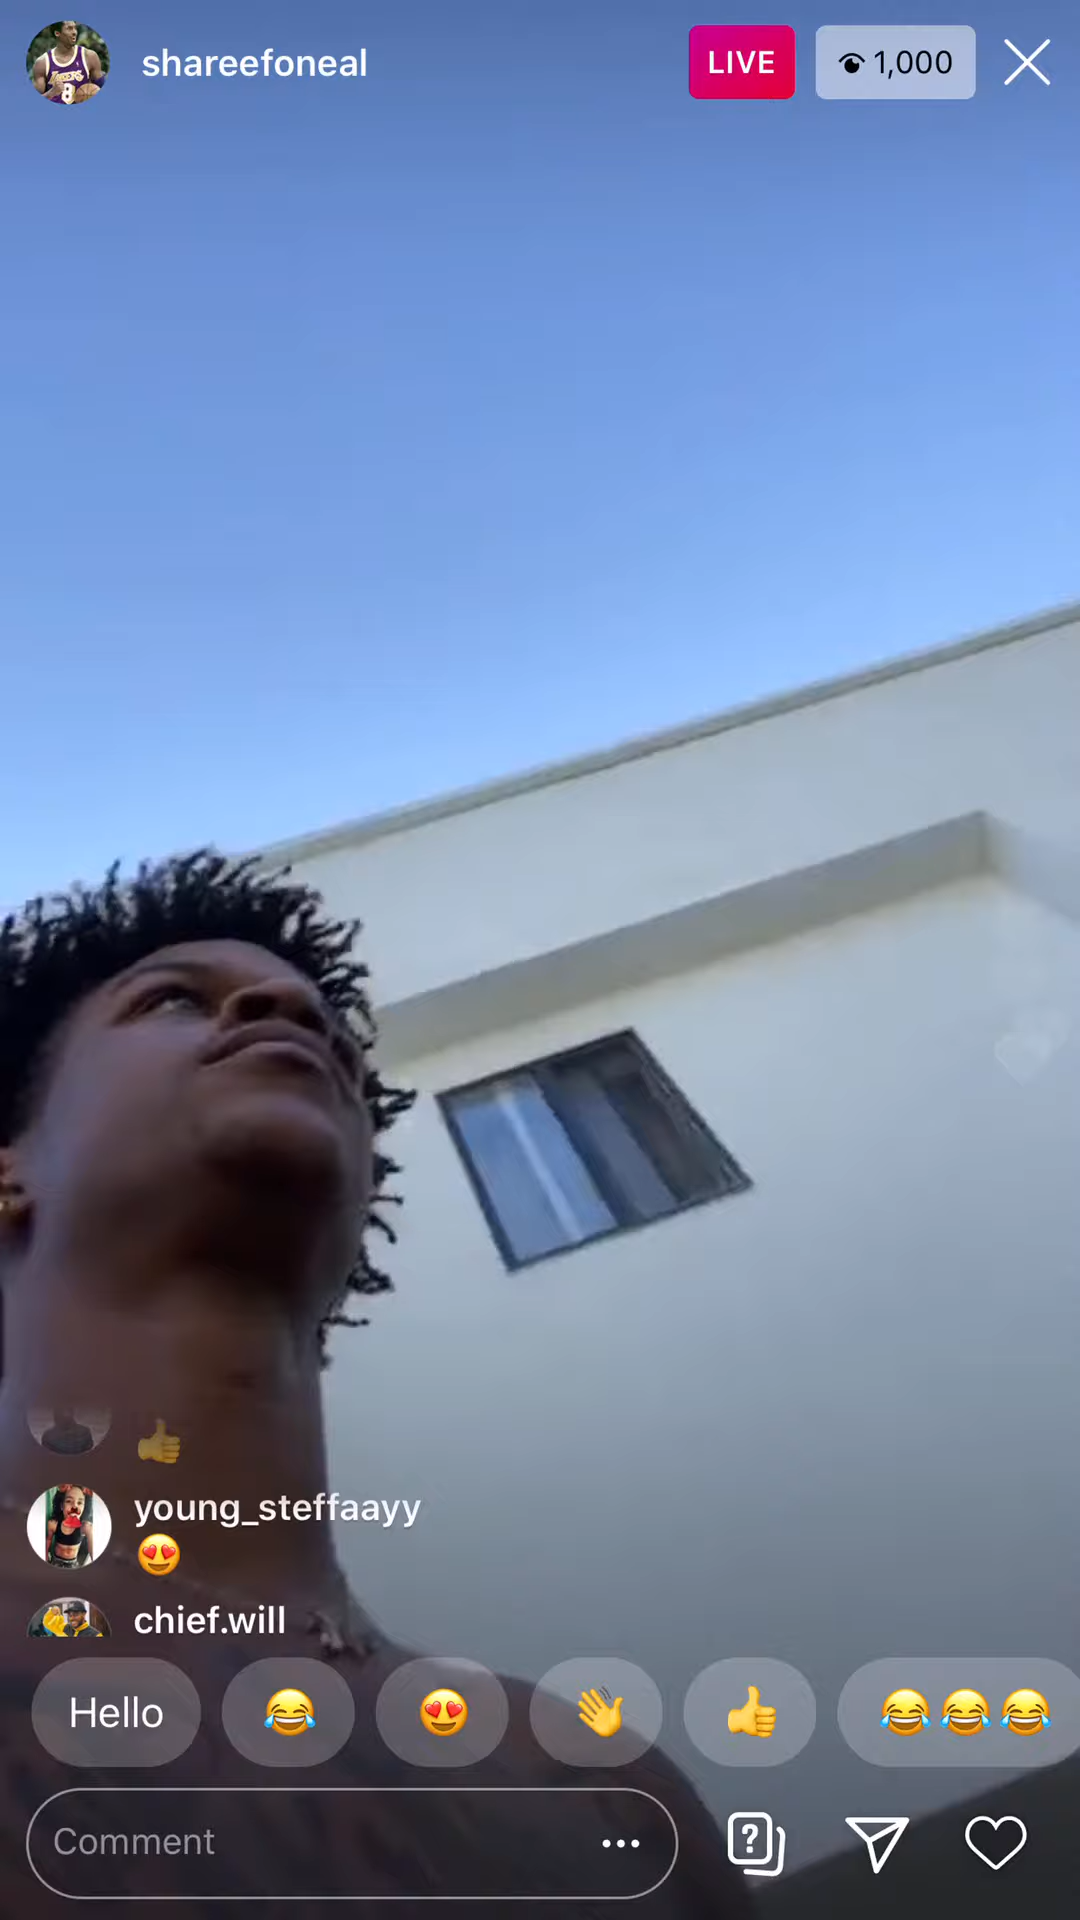 shareefoneal
LIVE
1,000
young_steffaayy
chief.will
Hello
Comment